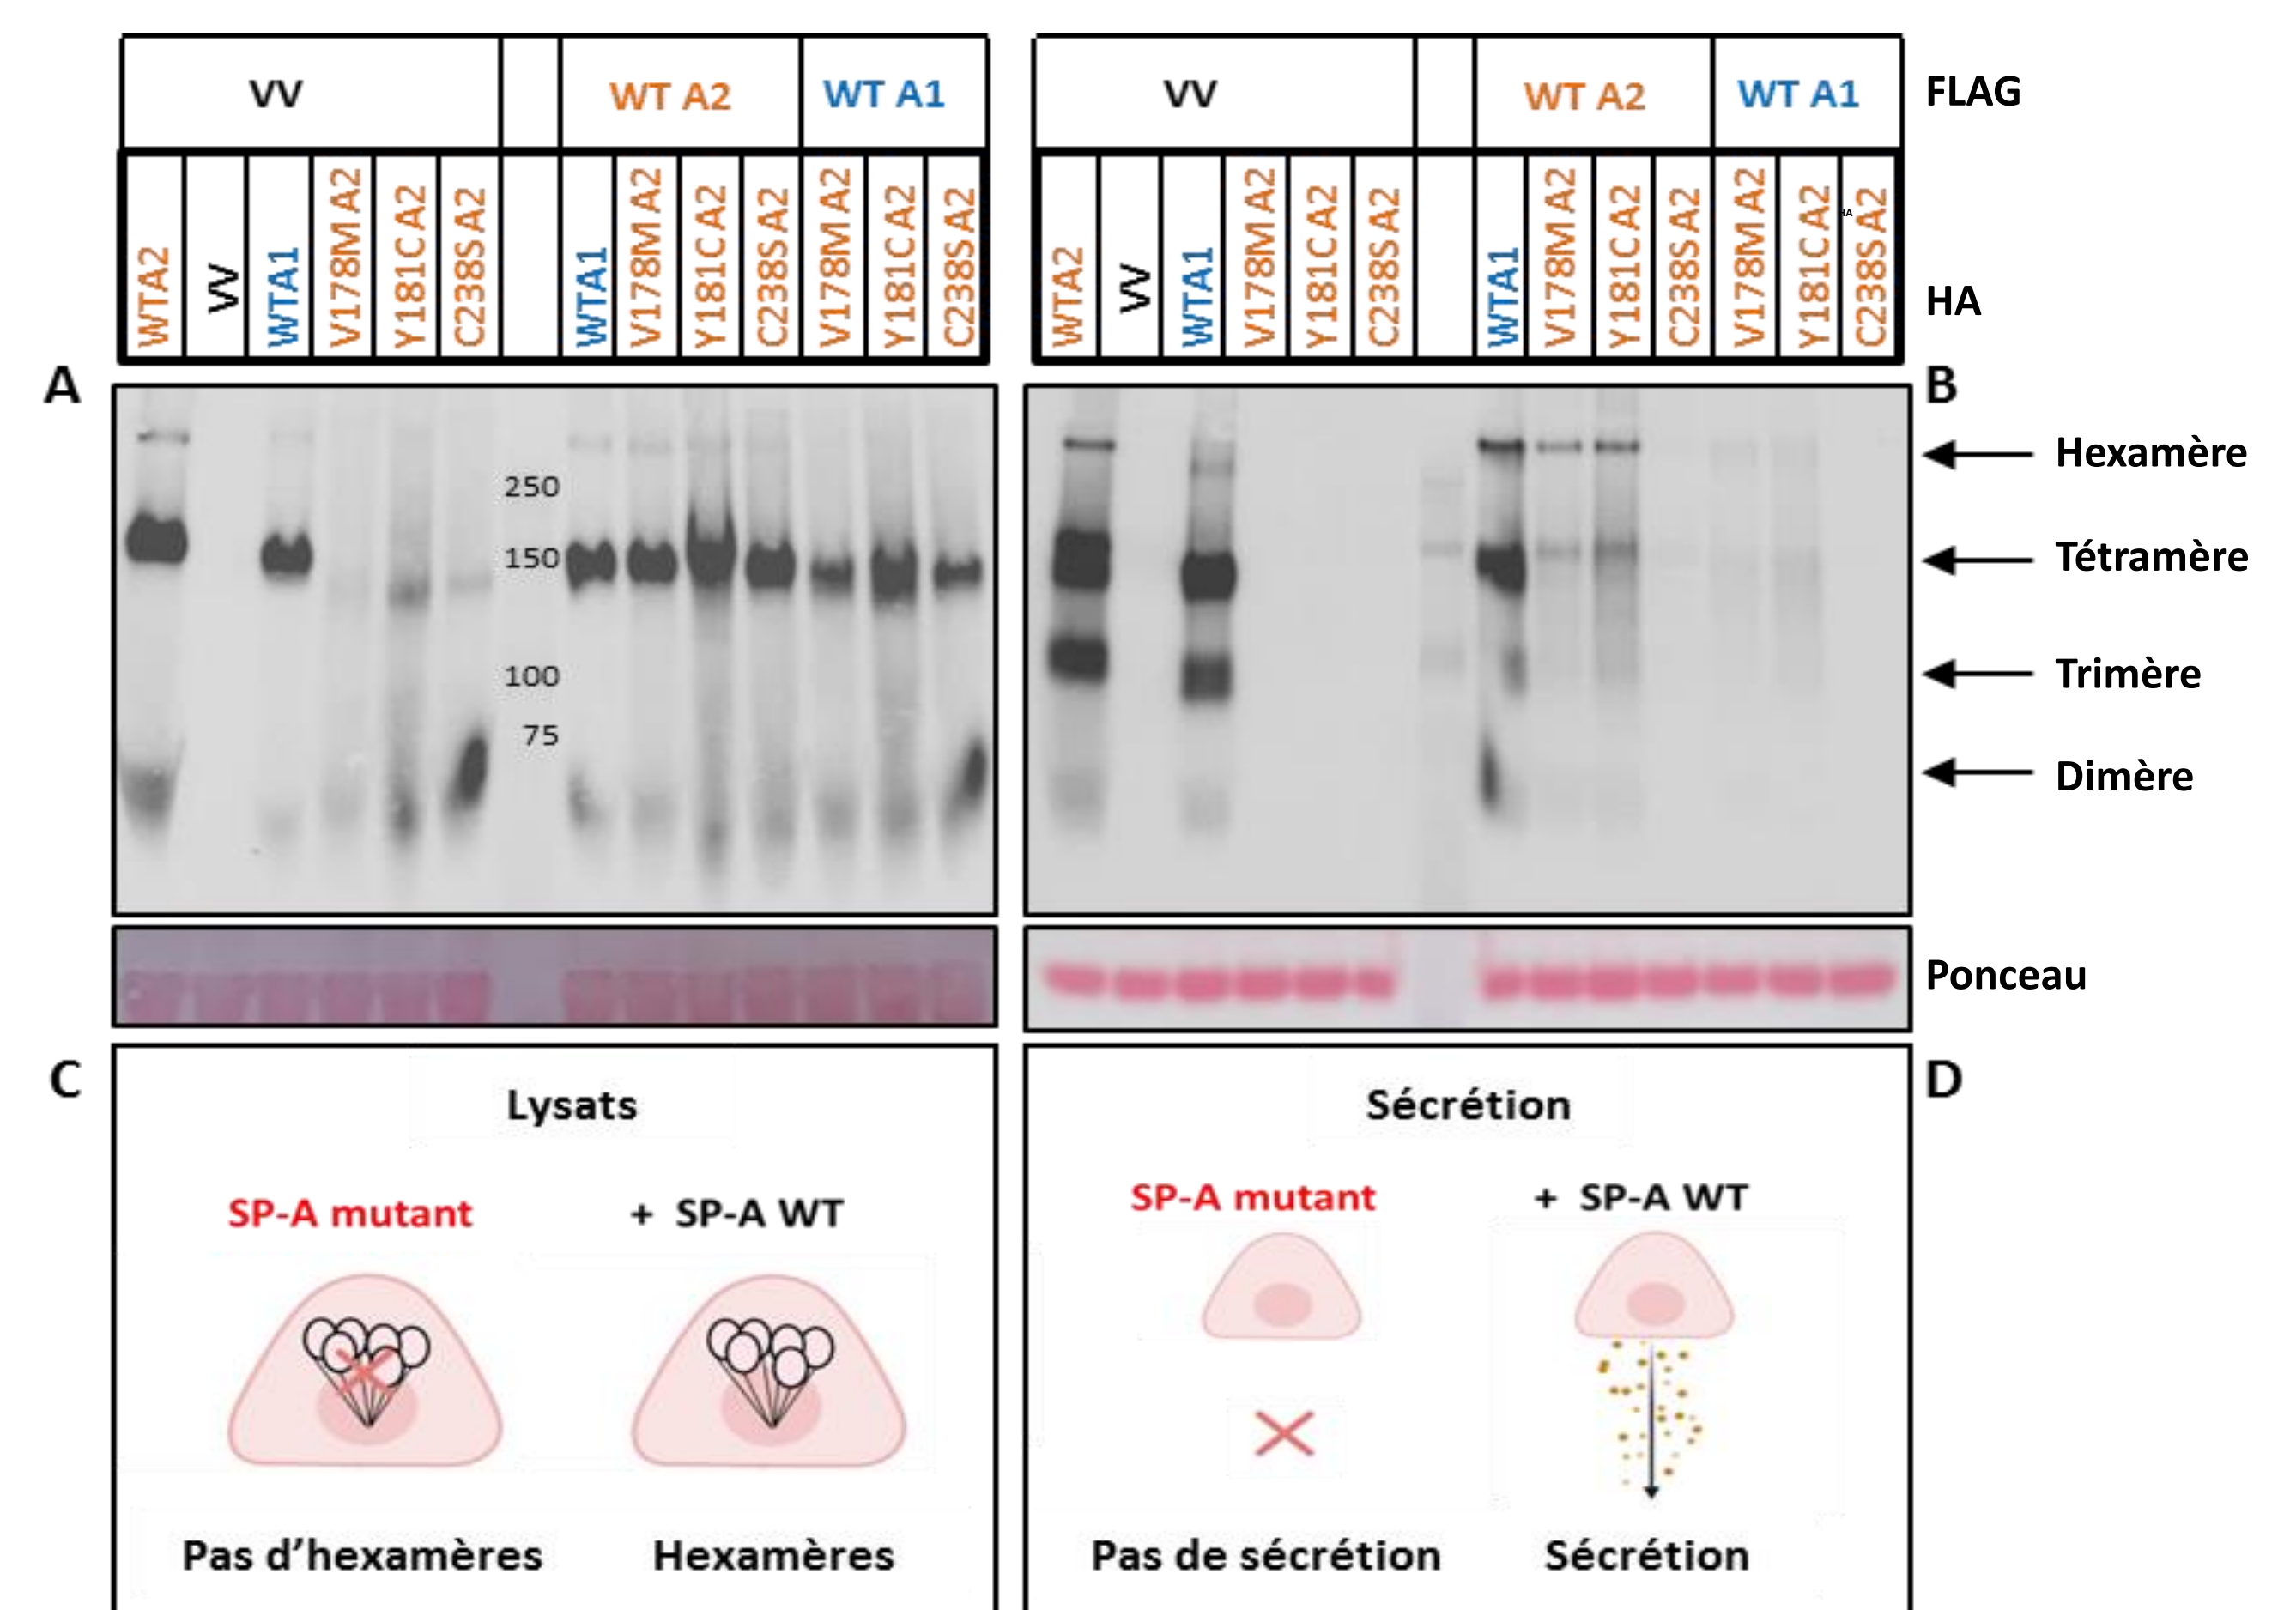 VV WT A2 WT A1 VV WT A2 WT A1 FLAG
WTA2 VV WTA1 V178M A2 Y181C A2 C238S A2 WTA1 V178M A2 Y181C A2 C238S A2 V178M A2 Y181C A2 C238S A2 WTA2 VV WTA1 V178M A2 Y181C A2 C238S A2 WTA1 V178M A2 Y181C A2 C238S A2 V178M A2 Y181C A2 C238S A2 HA
HA
A
B
250
150
100
75
Hexamère
Tétramère
Trimère
Dimère
Ponceau
C
D
Lysats
SP-A mutant + SP-A WT
Pas d’hexamères Hexamères
Sécrétion
SP-A mutant + SP-A WT
Pas de sécrétion Sécrétion